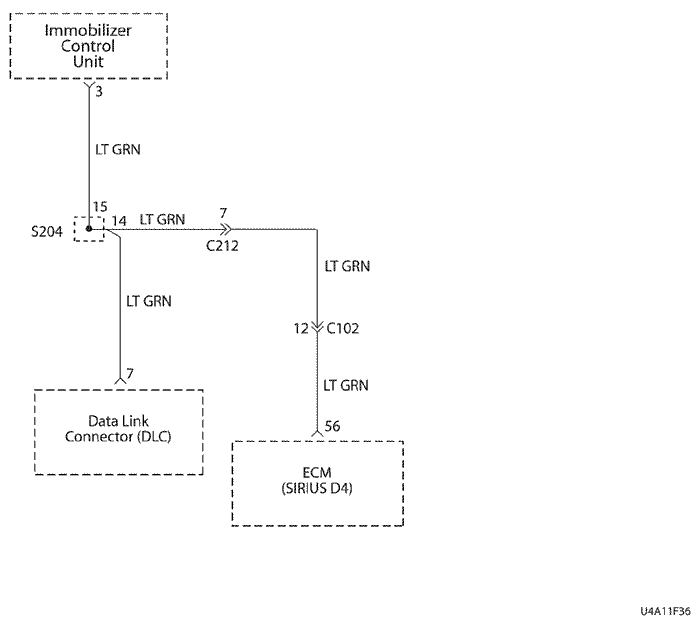 Immobilizer
Control
Unit
3
LT GRN
15
14
LT GRN
7
S204
C212
LT GRN
LT GRN
12
C102
7
LT GRN
Data Link
Connector (DLC)
56
ECM
(SIRIUS D4)
U4A11F36